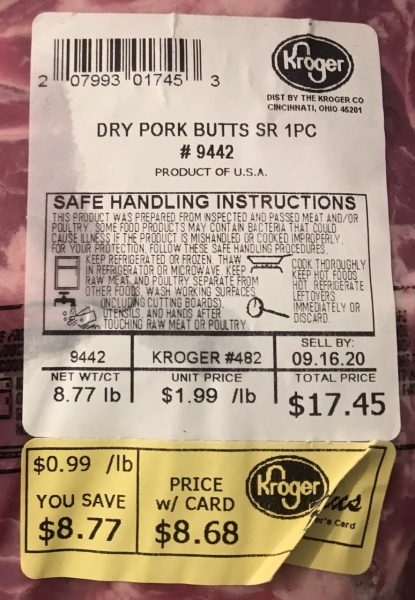 2 07993 01745 3
Kroger
DIST BY THE KROGER CO
CINCINNATI, OHIO 45201
DRY PORK BUTTS SR 1PC
# 9442
PRODUCT OF U.S.A.
SAFE HANDLING INSTRUCTIONS
THIS PRODUCT WAS PREPARED FROM INSPECTED AND PASSED MEAT AND/OR
POULTRY. SOME FOOD PRODUCTS MAY CONTAIN BACTERIA THAT COULD
CAUSE ILLNESS IF THE PRODUCT IS MISHANDLED OR COOKED IMPROPERLY.
FOR YOUR PROTECTION, FOLLOW THESE SAFE HANDLING PROCEDURES.
KEEP REFRIGERATED OR FROZEN. THAW
IN REFRIGERATOR OR MICROWAVE. KEEP
RAW MEAT AND POULTRY SEPARATE FROM
OTHER FOODS. WASH WORKING SURFACES
(INCLUDING CUTTING BOARDS),
UTENSILS, AND HANDS AFTER
TOUCHING RAW MEAT OR POULTRY.
COOK THOROUGHLY.
KEEP HOT FOODS
HOT. REFRIGERATE
LEFTOVERS
IMMEDIATELY OR
DISCARD.
9442
KROGER #482
SELL BY:
09.16.20
NET WT/CT
8.77 lb
UNIT PRICE
$1.99 /lb
TOTAL PRICE
$17.45
$0.99 /lb
YOU SAVE
$8.77
PRICE
w/ CARD
$8.68
Kroger
us
er's Card